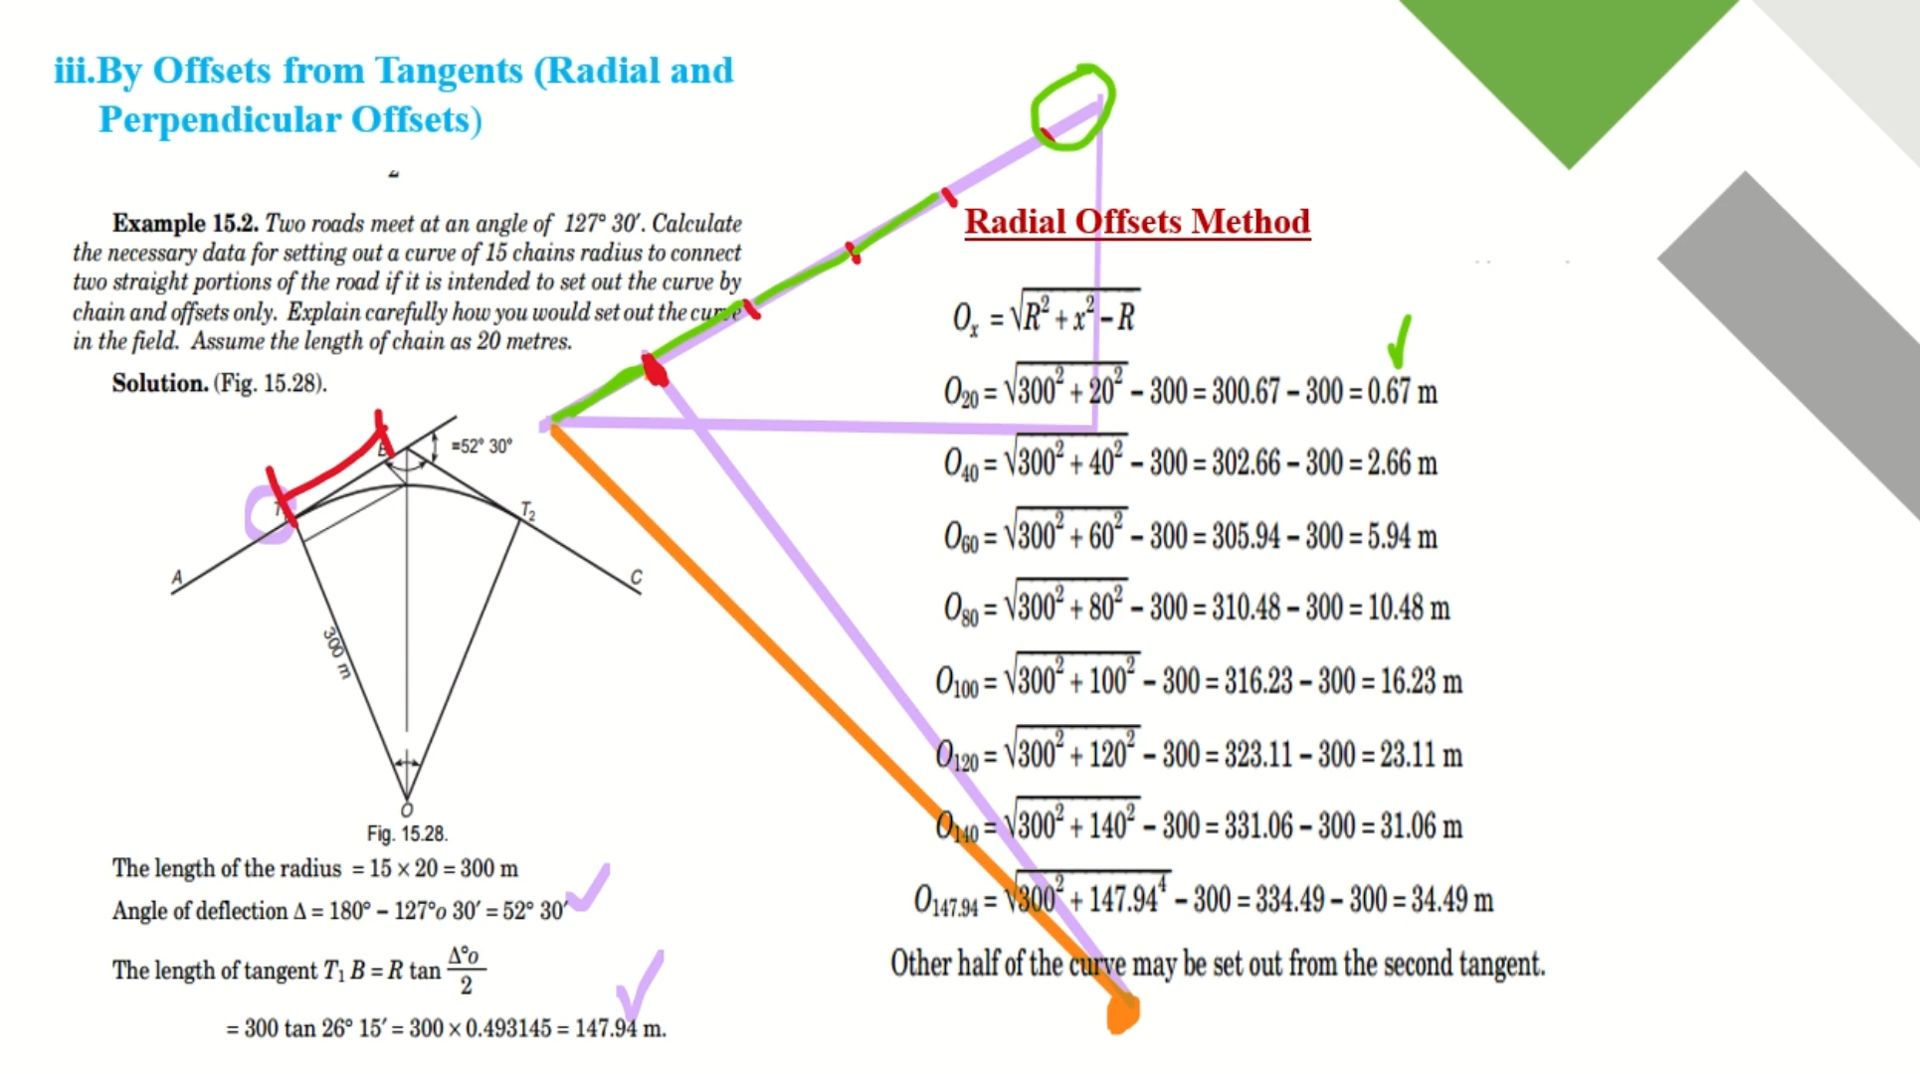 iii.By Offsets from Tangents (Radial and
Perpendicular Offsets)
Example 15.2. Two roads meet at an angle of 127° 30′. Calculate
the necessary data for setting out a curve of 15 chains radius to connect
two straight portions of the road if it is intended to set out the curve by
chain and offsets only. Explain carefully how you would set out the curve
in the field. Assume the length of chain as 20 metres.
Solution. (Fig. 15.28).
B
=52° 30°
T₂
A
C
300 m
O
Fig. 15.28.
The length of the radius = 15 × 20 = 300 m
Angle of deflection Δ = 180° – 127°o 30′ = 52° 30′
The length of tangent T₁ B = R tan Δ°o/2
= 300 tan 26° 15′ = 300 × 0.493145 = 147.94 m.
Radial Offsets Method
Oₓ = √R² + x² – R
O₂₀ = √300² + 20² – 300 = 300.67 – 300 = 0.67 m
O₄₀ = √300² + 40² – 300 = 302.66 – 300 = 2.66 m
O₆₀ = √300² + 60² – 300 = 305.94 – 300 = 5.94 m
O₈₀ = √300² + 80² – 300 = 310.48 – 300 = 10.48 m
O₁₀₀ = √300² + 100² – 300 = 316.23 – 300 = 16.23 m
O₁₂₀ = √300² + 120² – 300 = 323.11 – 300 = 23.11 m
O₁₄₀ = √300² + 140² – 300 = 331.06 – 300 = 31.06 m
O₁₄₇.₉₄ = √300² + 147.94⁴ – 300 = 334.49 – 300 = 34.49 m
Other half of the curve may be set out from the second tangent.